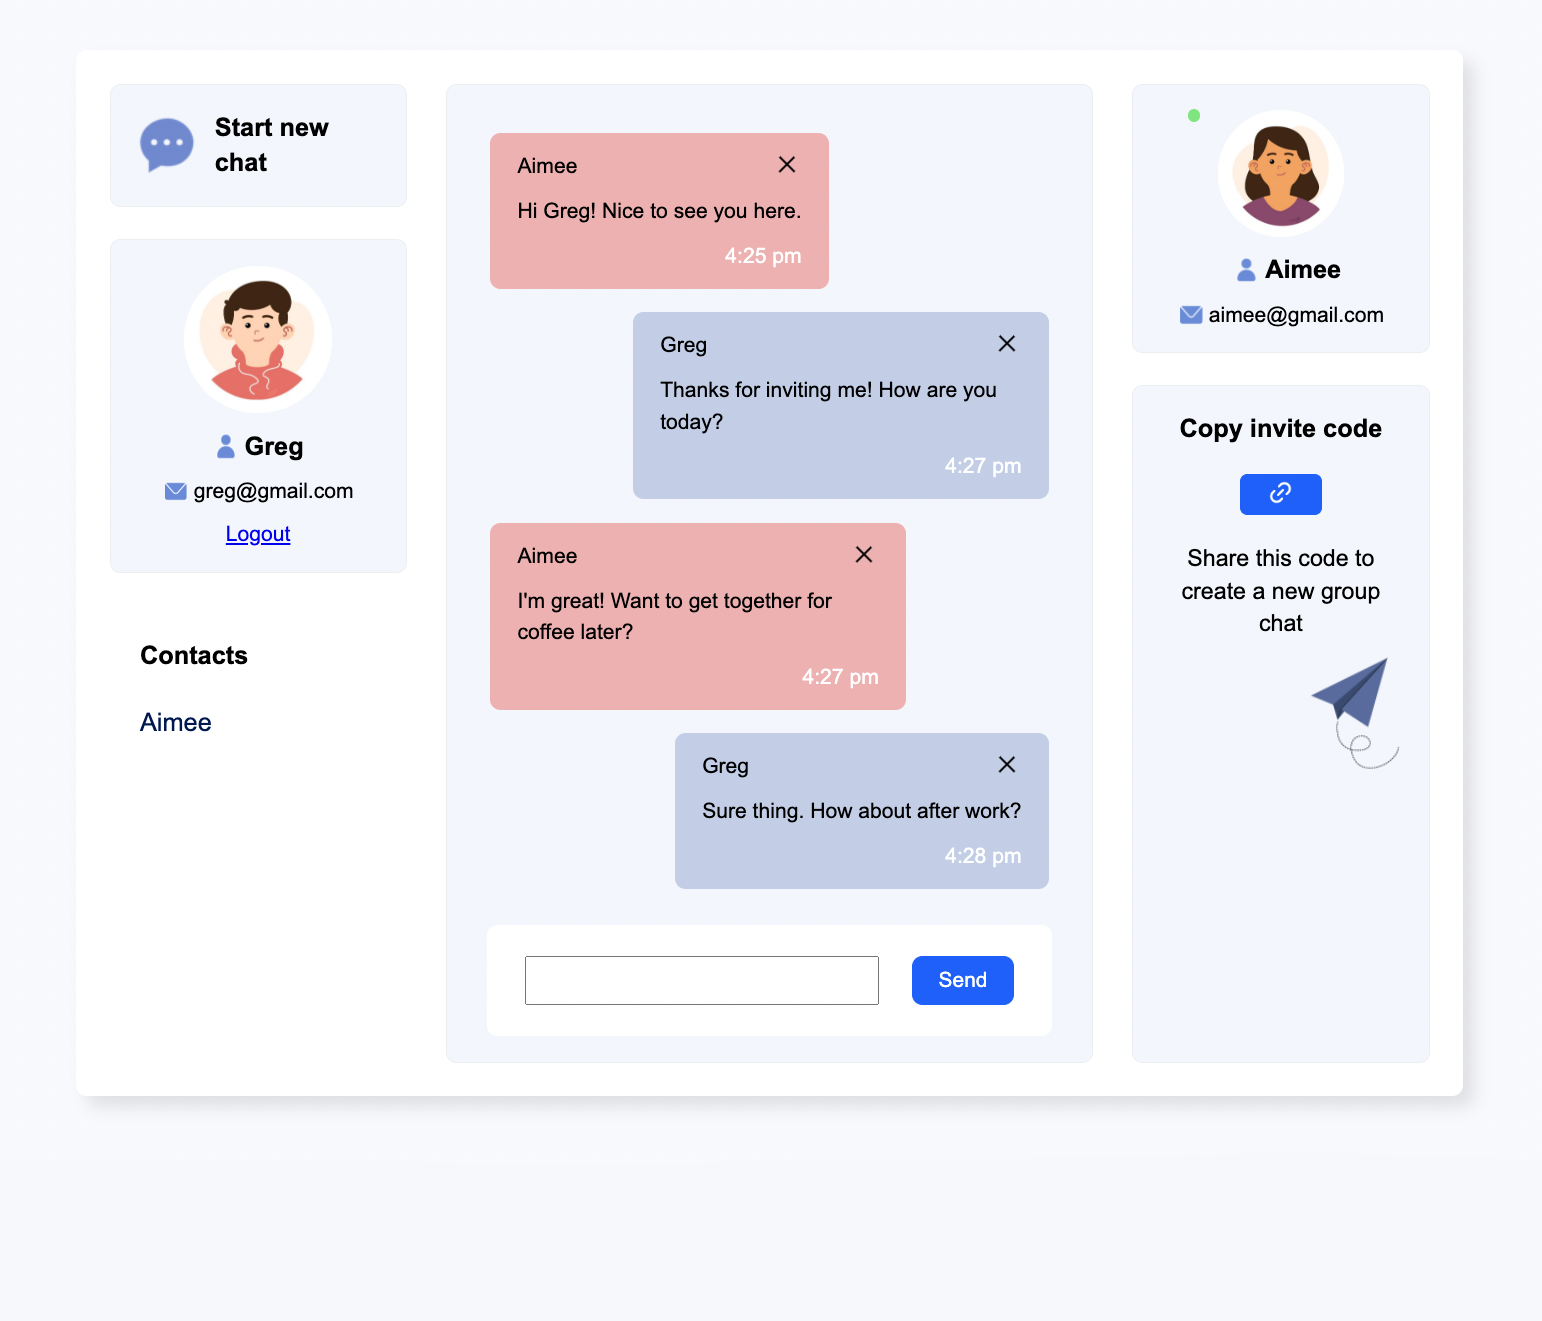 Start new
chat
Greg
greg@gmail.com
Logout
Contacts
Aimee
Aimee
Hi Greg! Nice to see you here.
4:25 pm
Greg
Thanks for inviting me! How are you
today?
4:27 pm
Aimee
I'm great! Want to get together for
coffee later?
4:27 pm
Greg
Sure thing. How about after work?
4:28 pm
Send
Aimee
aimee@gmail.com
Copy invite code
Share this code to
create a new group
chat